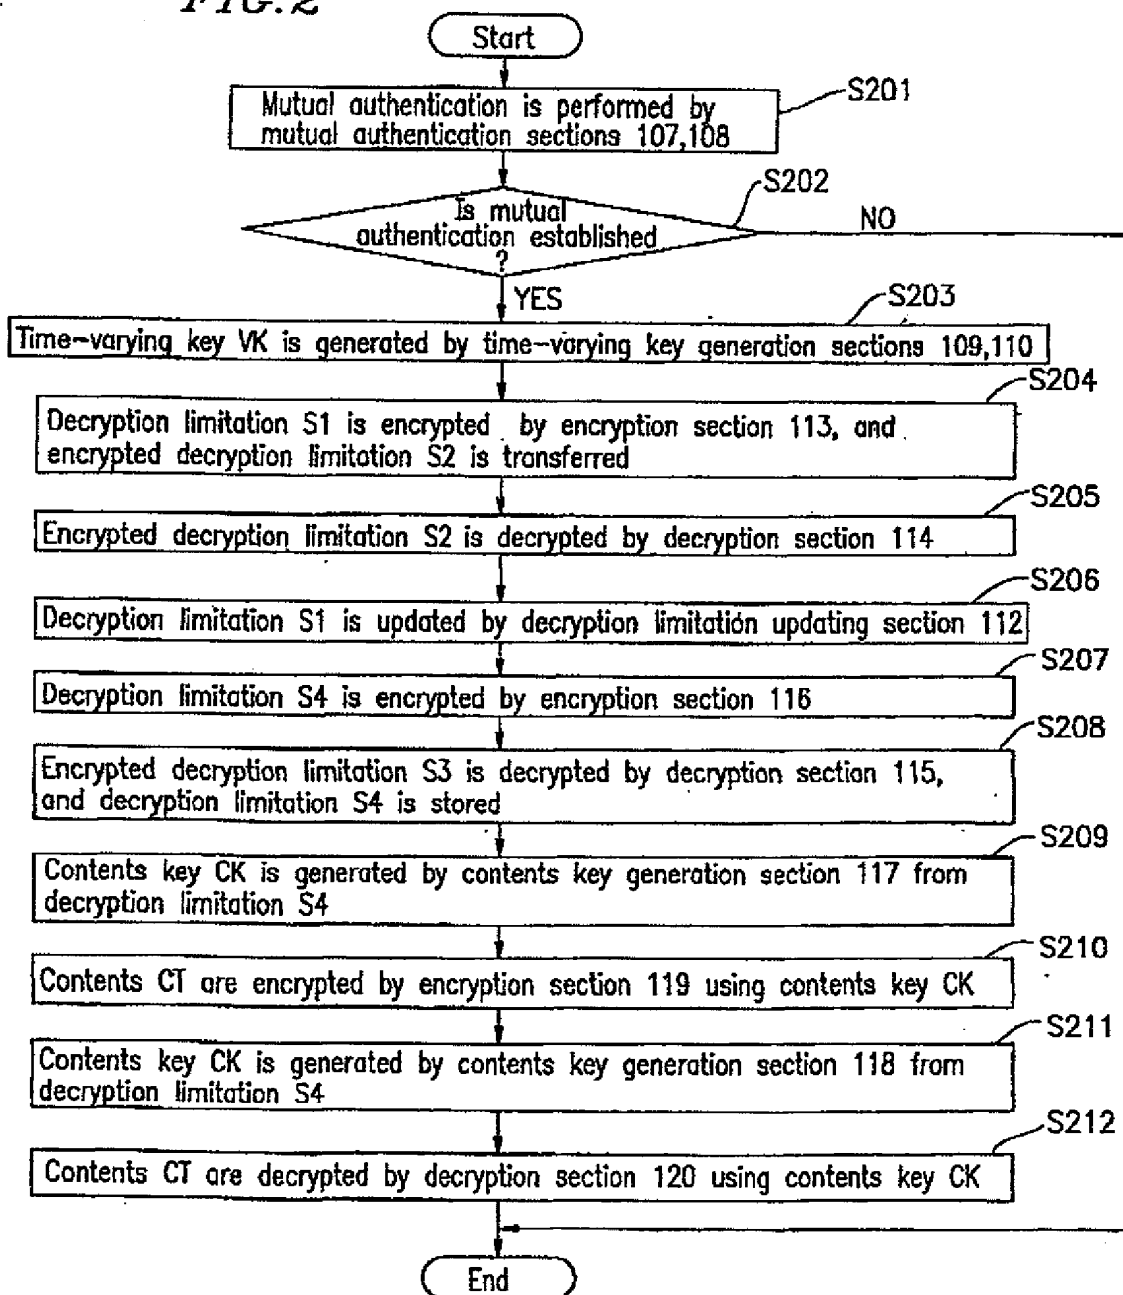 FIG.2
Start
S201
Mutual authentication is performed by
mutual authentication sections 107,108
S202
Is mutual
authentication established
?
NO
YES
S203
Time-varying key VK is generated by time-varying key generation sections 109,110
S204
Decryption limitation S1 is encrypted by encryption section 113, and
encrypted decryption limitation S2 is transferred
S205
Encrypted decryption limitation S2 is decrypted by decryption section 114
S206
Decryption limitation S1 is updated by decryption limitation updating section 112
S207
Decryption limitation S4 is encrypted by encryption section 116
S208
Encrypted decryption limitation S3 is decrypted by decryption section 115,
and decryption limitation S4 is stored
S209
Contents key CK is generated by contents key generation section 117 from
decryption limitation S4
S210
Contents CT are encrypted by encryption section 119 using contents key CK
S211
Contents key CK is generated by contents key generation section 118 from
decryption limitation S4
S212
Contents CT are decrypted by decryption section 120 using contents key CK
End